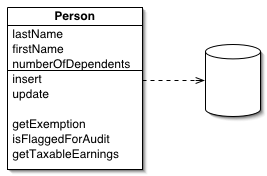 Person
lastName
firstName
numberOfDependents
insert
update
getExemption
isFlaggedForAudit
getTaxableEarnings